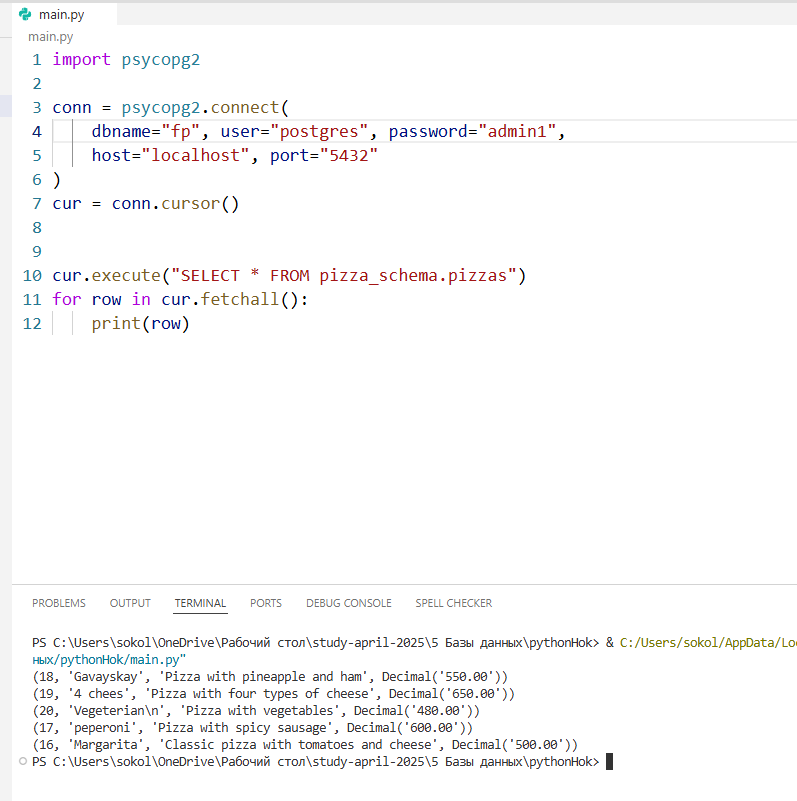 main.py
main.py
1 import psycopg2
2
3 conn = psycopg2.connect(
4 dbname="fp", user="postgres", password="admin1",
5 host="localhost", port="5432"
6 )
7 cur = conn.cursor()
8
9
10 cur.execute("SELECT * FROM pizza_schema.pizzas")
11 for row in cur.fetchall():
12 print(row)
PROBLEMS OUTPUT TERMINAL PORTS DEBUG CONSOLE SPELL CHECKER
PS C:\Users\sokol\OneDrive\Рабочий стол\study-april-2025\5 Базы данных\pythonHok> & C:/Users/sokol/AppData/Lo
ных/pythonHok/main.py"
(18, 'Gavayskay', 'Pizza with pineapple and ham', Decimal('550.00'))
(19, '4 chees', 'Pizza with four types of cheese', Decimal('650.00'))
(20, 'Vegeterian\n', 'Pizza with vegetables', Decimal('480.00'))
(17, 'peperoni', 'Pizza with spicy sausage', Decimal('600.00'))
(16, 'Margarita', 'Classic pizza with tomatoes and cheese', Decimal('500.00'))
PS C:\Users\sokol\OneDrive\Рабочий стол\study-april-2025\5 Базы данных\pythonHok>